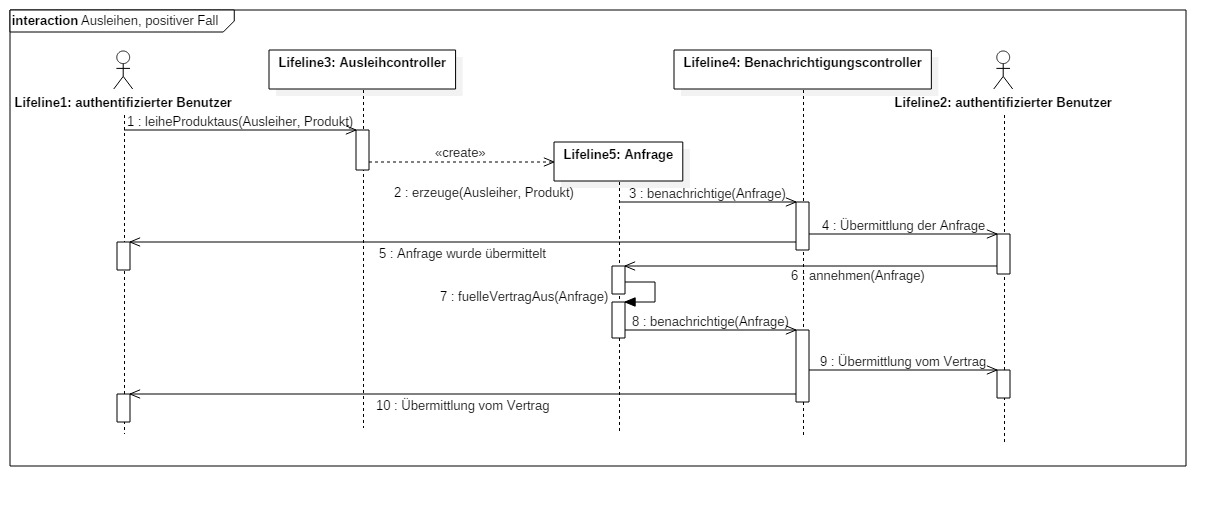 interaction Ausleihen, positiver Fall
Lifeline3: Ausleihcontroller
Lifeline4: Benachrichtigungscontroller
Lifeline1: authentifizierter Benutzer
Lifeline2: authentifizierter Benutzer
1 : leiheProduktaus(Ausleiher, Produkt)
«create»
Lifeline5: Anfrage
2 : erzeuge(Ausleiher, Produkt)
3 : benachrichtige(Anfrage)
4 : Übermittlung der Anfrage
5 : Anfrage wurde übermittelt
6 : annehmen(Anfrage)
7 : fuelleVertragAus(Anfrage)
8 : benachrichtige(Anfrage)
9 : Übermittlung vom Vertrag
10 : Übermittlung vom Vertrag